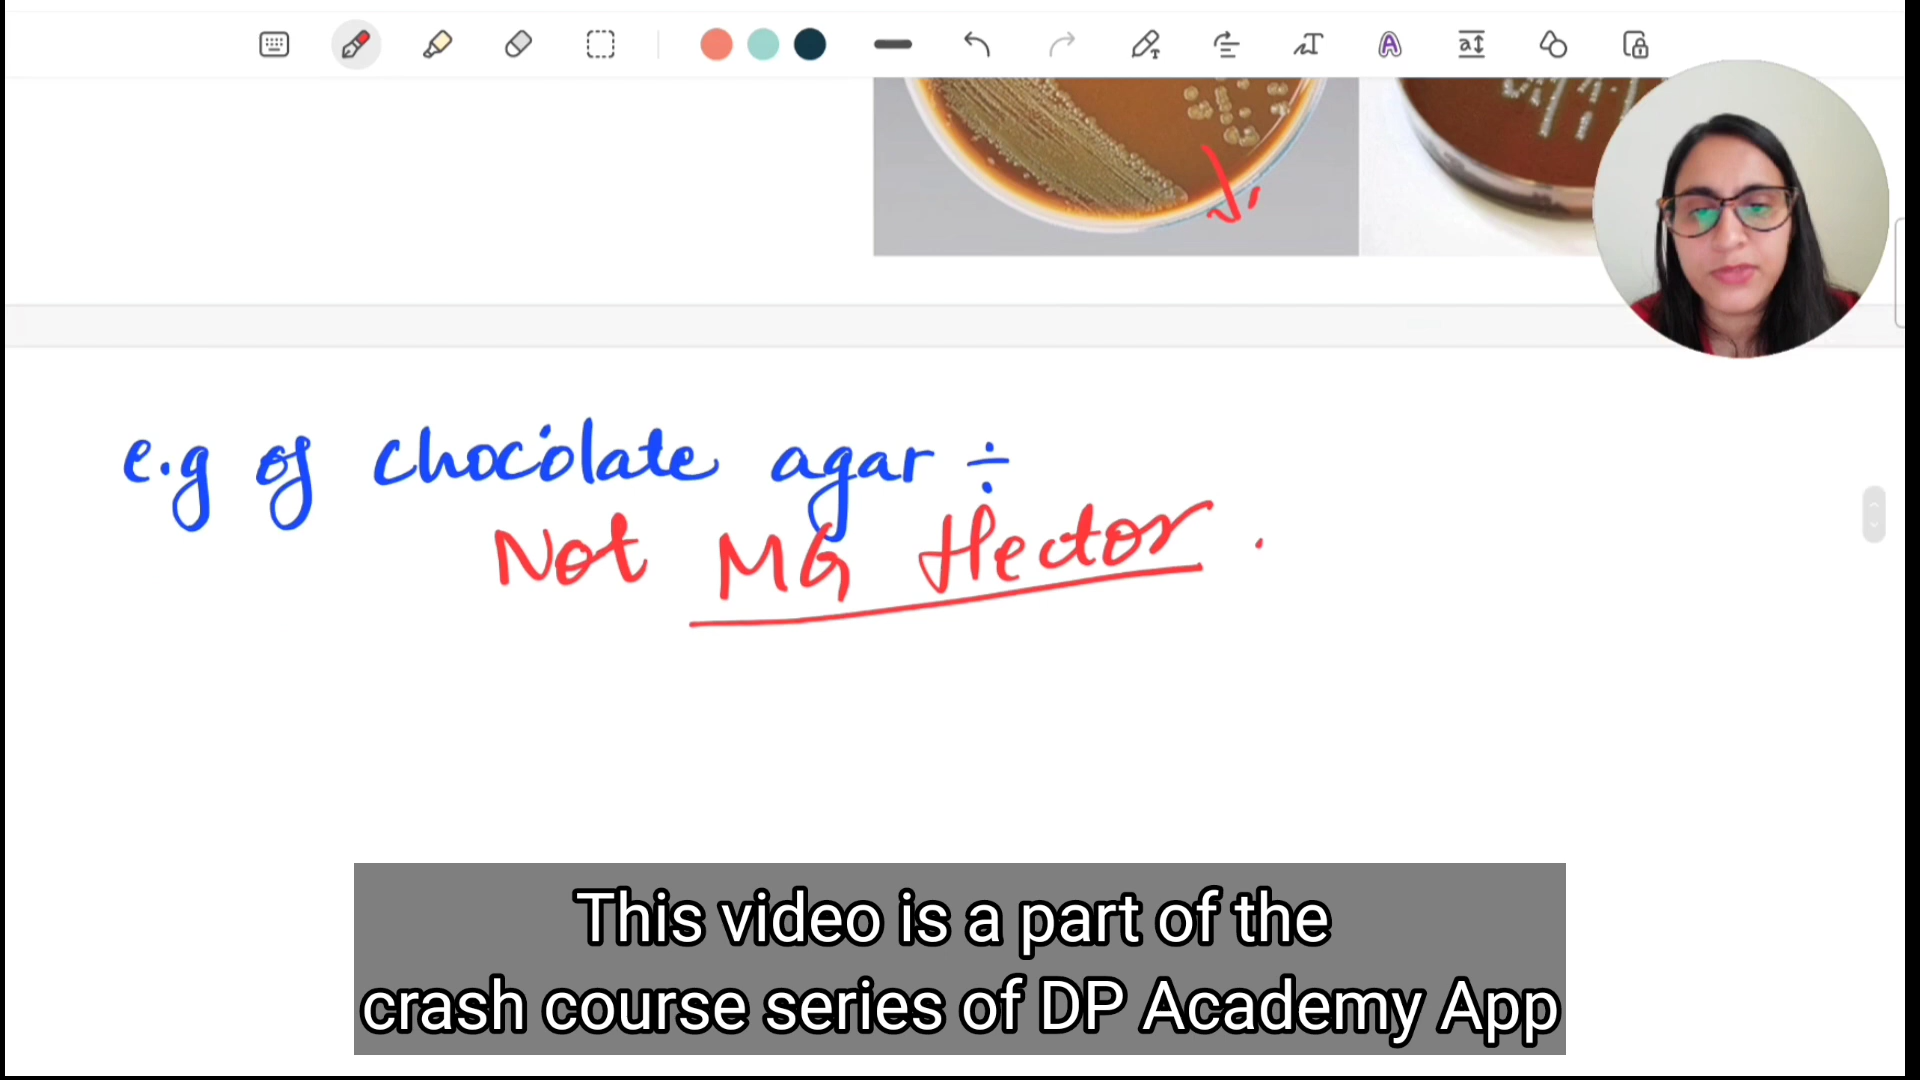 e.g of chocolate agar ÷
Not MG Hector .
This video is a part of the
crash course series of DP Academy App